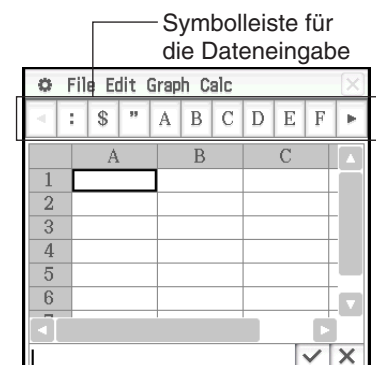 Symbolleiste für
die Dateneingabe
File Edit Graph Calc
: $ " A B C D E F
A B C
1
2
3
4
5
6